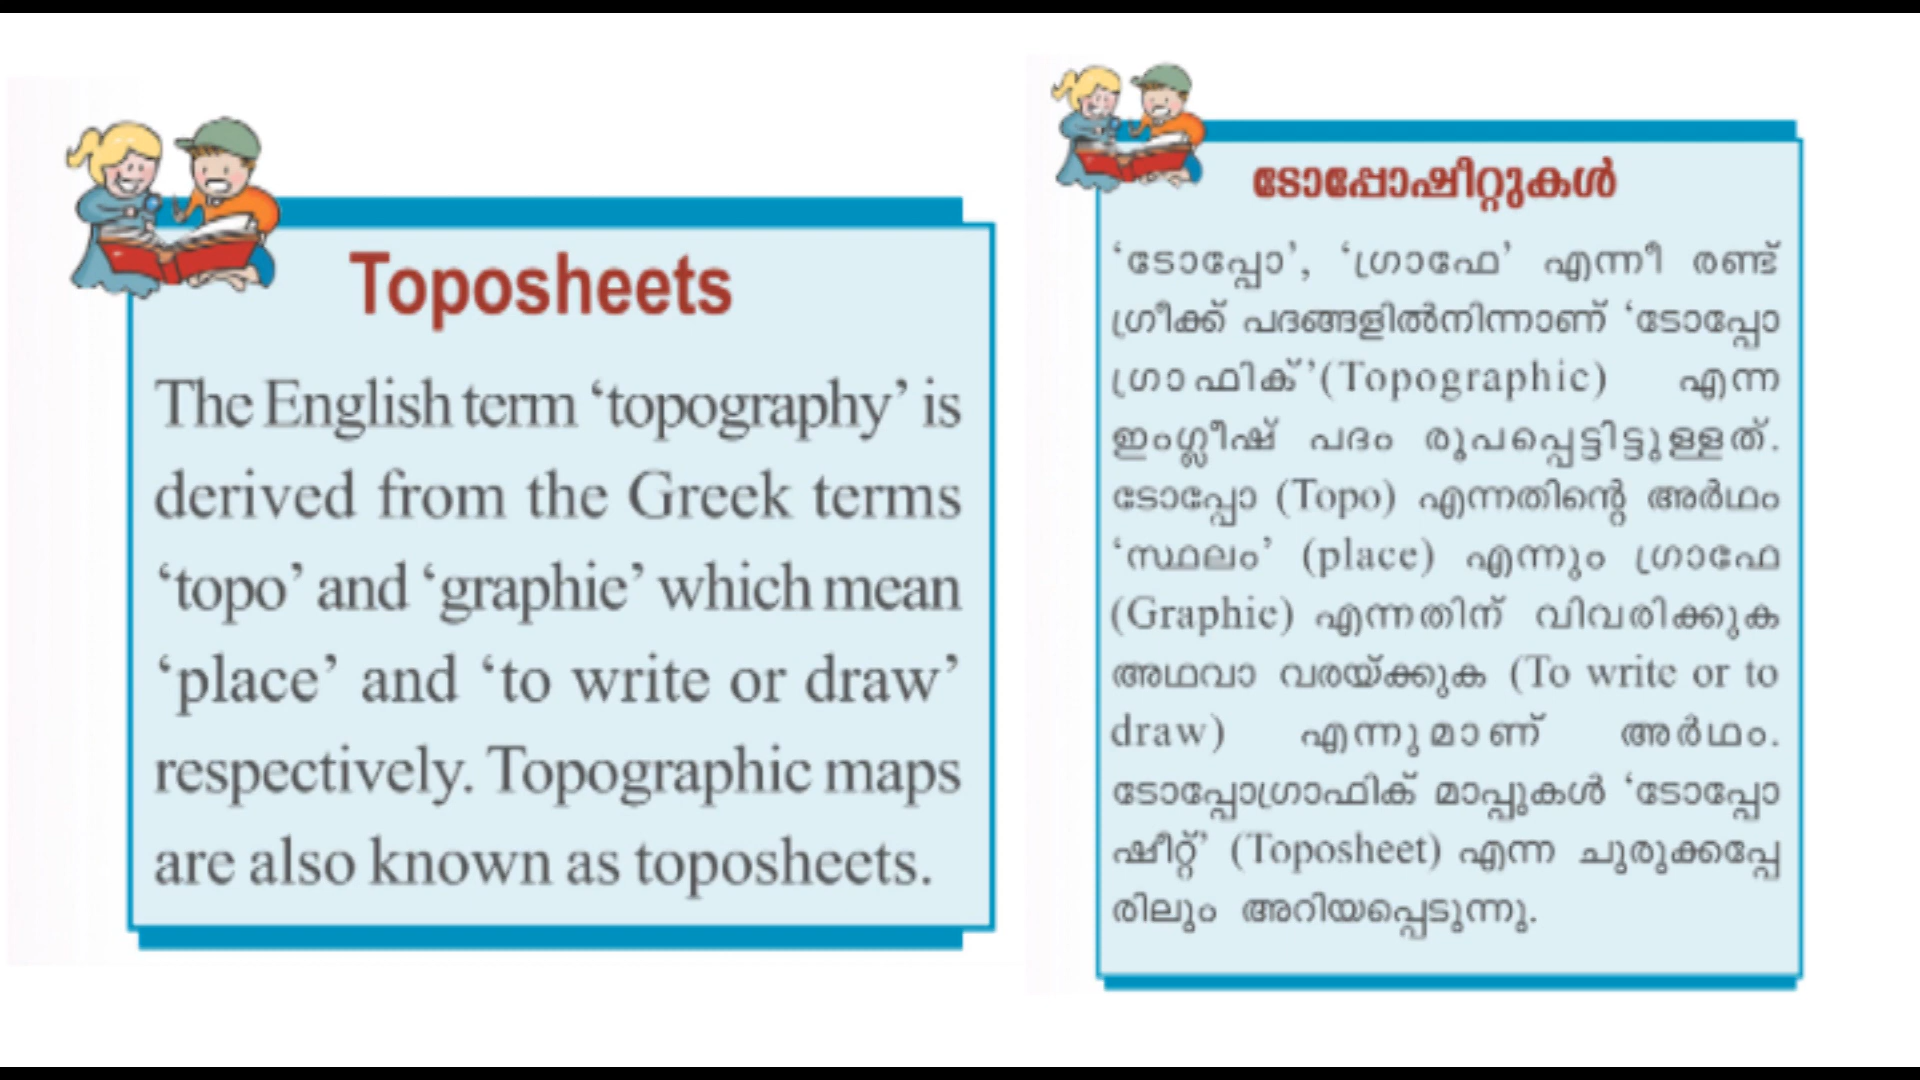 Toposheets
The English term ‘topography’ is
derived from the Greek terms
‘topo’ and ‘graphie’ which mean
‘place’ and ‘to write or draw’
respectively. Topographic maps
are also known as toposheets.
ടോപ്പോഷീറ്റുകൾ
‘ടോപ്പോ’, ‘ഗ്രാഫേ’ എന്നീ രണ്ട്
ഗ്രീക്ക് പദങ്ങളിൽനിന്നാണ് ‘ടോപ്പോ
ഗ്രാഫിക്’(Topographic) എന്ന
ഇംഗ്ലീഷ് പദം രൂപപ്പെട്ടിട്ടുള്ളത്.
ടോപ്പോ (Topo) എന്നതിന്റെ അർഥം
‘സ്ഥലം’ (place) എന്നും ഗ്രാഫേ
(Graphie) എന്നതിന് വിവരിക്കുക
അഥവാ വരയ്ക്കുക (To write or to
draw) എന്നുമാണ് അർഥം.
ടോപ്പോഗ്രാഫിക് മാപ്പുകൾ ‘ടോപ്പോ
ഷീറ്റ്’ (Toposheet) എന്ന ചുരുക്കപ്പേ
രിലും അറിയപ്പെടുന്നു.